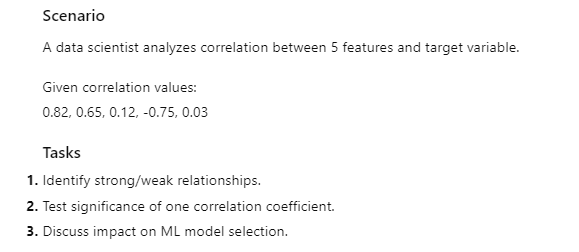 Scenario
A data scientist analyzes correlation between 5 features and target variable.
Given correlation values:
0.82, 0.65, 0.12, -0.75, 0.03
Tasks
1. Identify strong/weak relationships.
2. Test significance of one correlation coefficient.
3. Discuss impact on ML model selection.